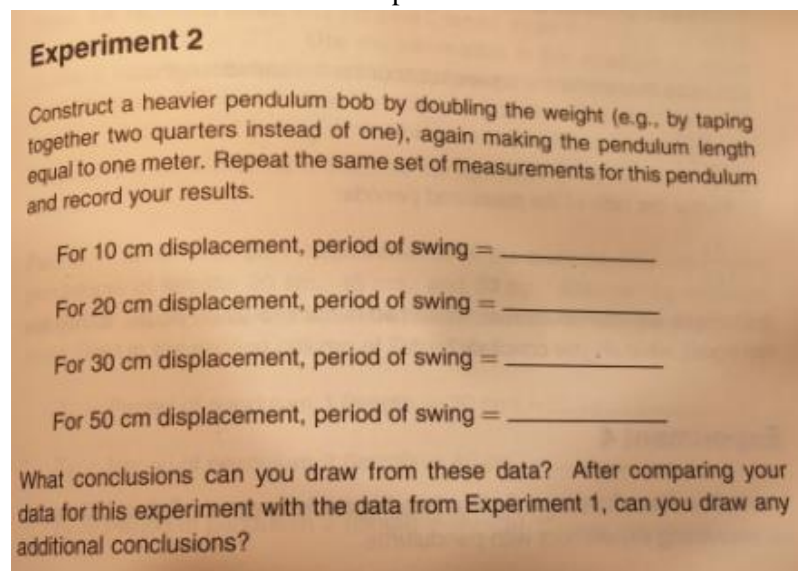 Experiment 2
Construct a heavier pendulum bob by doubling the weight (e.g., by taping
together two quarters instead of one), again making the pendulum length
equal to one meter. Repeat the same set of measurements for this pendulum
and record your results.
For 10 cm displacement, period of swing = ____________
For 20 cm displacement, period of swing = ____________
For 30 cm displacement, period of swing = ____________
For 50 cm displacement, period of swing = ____________
What conclusions can you draw from these data? After comparing your
data for this experiment with the data from Experiment 1, can you draw any
additional conclusions?